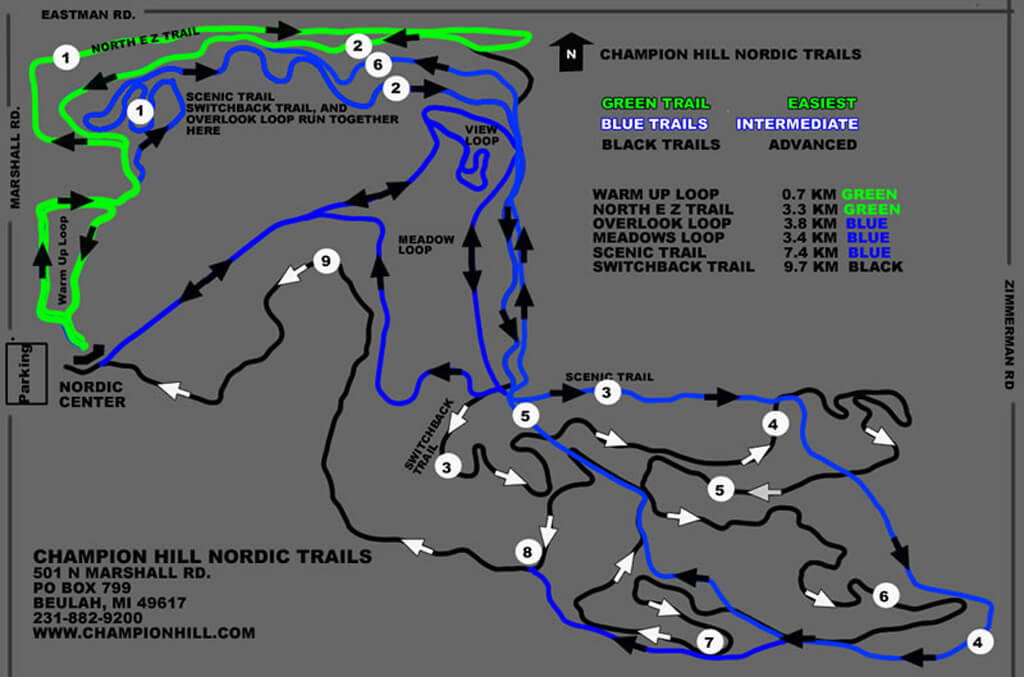 EASTMAN RD.
NORTH E Z TRAIL
1
2
6
2
1
N
CHAMPION HILL NORDIC TRAILS
GREEN TRAIL EASIEST
BLUE TRAILS INTERMEDIATE
BLACK TRAILS ADVANCED
SCENIC TRAIL
SWITCHBACK TRAIL, AND
OVERLOOK LOOP RUN TOGETHER
HERE
MARSHALL RD.
VIEW
LOOP
WARM UP LOOP 0.7 KM GREEN
NORTH E Z TRAIL 3.3 KM GREEN
OVERLOOK LOOP 3.8 KM BLUE
MEADOWS LOOP 3.4 KM BLUE
SCENIC TRAIL 7.4 KM BLUE
SWITCHBACK TRAIL 9.7 KM BLACK
Warm Up Loop
MEADOW
LOOP
9
ZIMMERMAN RD
Parking
NORDIC
CENTER
SCENIC TRAIL
3
5
4
SWITCHBACK
TRAIL
3
5
8
6
7
4
CHAMPION HILL NORDIC TRAILS
501 N MARSHALL RD.
PO BOX 799
BEULAH, MI 49617
231-882-9200
WWW.CHAMPIONHILL.COM